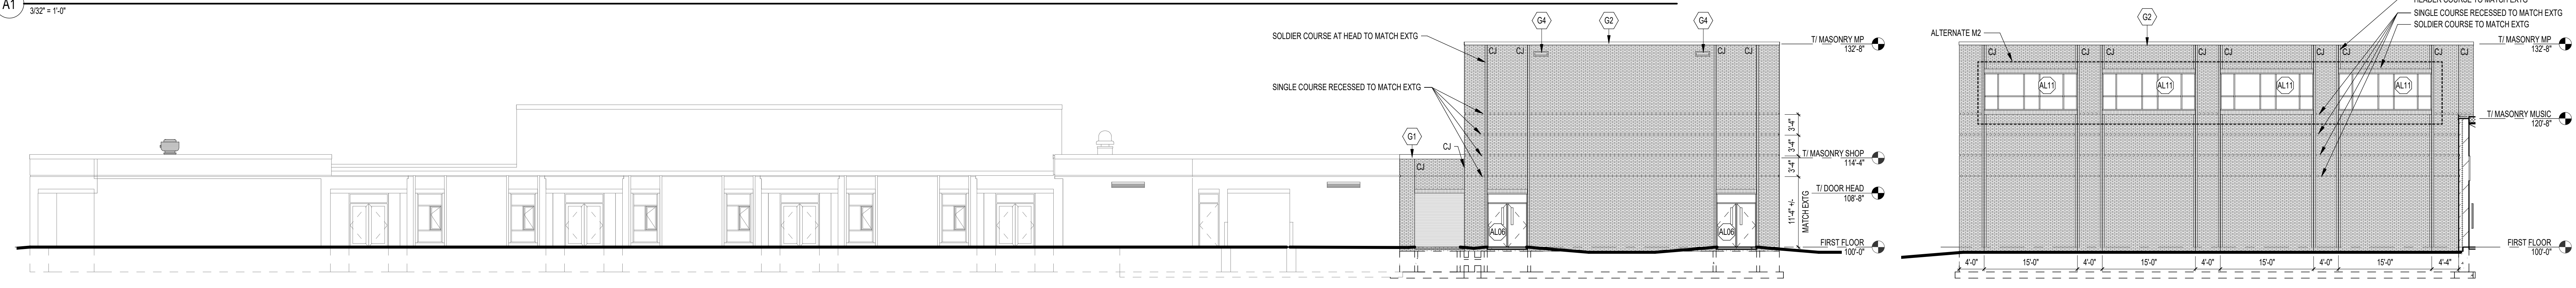 A1
3/32" = 1'-0"
G4
G2
G4
SOLDIER COURSE AT HEAD TO MATCH EXTG
CJ
CJ
CJ
CJ
T/ MASONRY MP
132'-8"
SINGLE COURSE RECESSED TO MATCH EXTG
G1
CJ
CJ
3'-4"
3'-4"
3'-4"
T/ MASONRY SHOP
114'-4"
T/ DOOR HEAD
108'-8"
11'-4" +/-
MATCH EXTG
AL06
AL06
FIRST FLOOR
100'-0"
HEADER COURSE TO MATCH EXTG
SINGLE COURSE RECESSED TO MATCH EXTG
SOLDIER COURSE TO MATCH EXTG
G2
ALTERNATE M2
T/ MASONRY MP
132'-8"
CJ
CJ
CJ
CJ
CJ
CJ
CJ
CJ
CJ
AL11
AL11
AL11
AL11
T/ MASONRY MUSIC
120'-8"
FIRST FLOOR
100'-0"
4'-0"
15'-0"
4'-0"
15'-0"
4'-0"
15'-0"
4'-0"
15'-0"
4'-4"